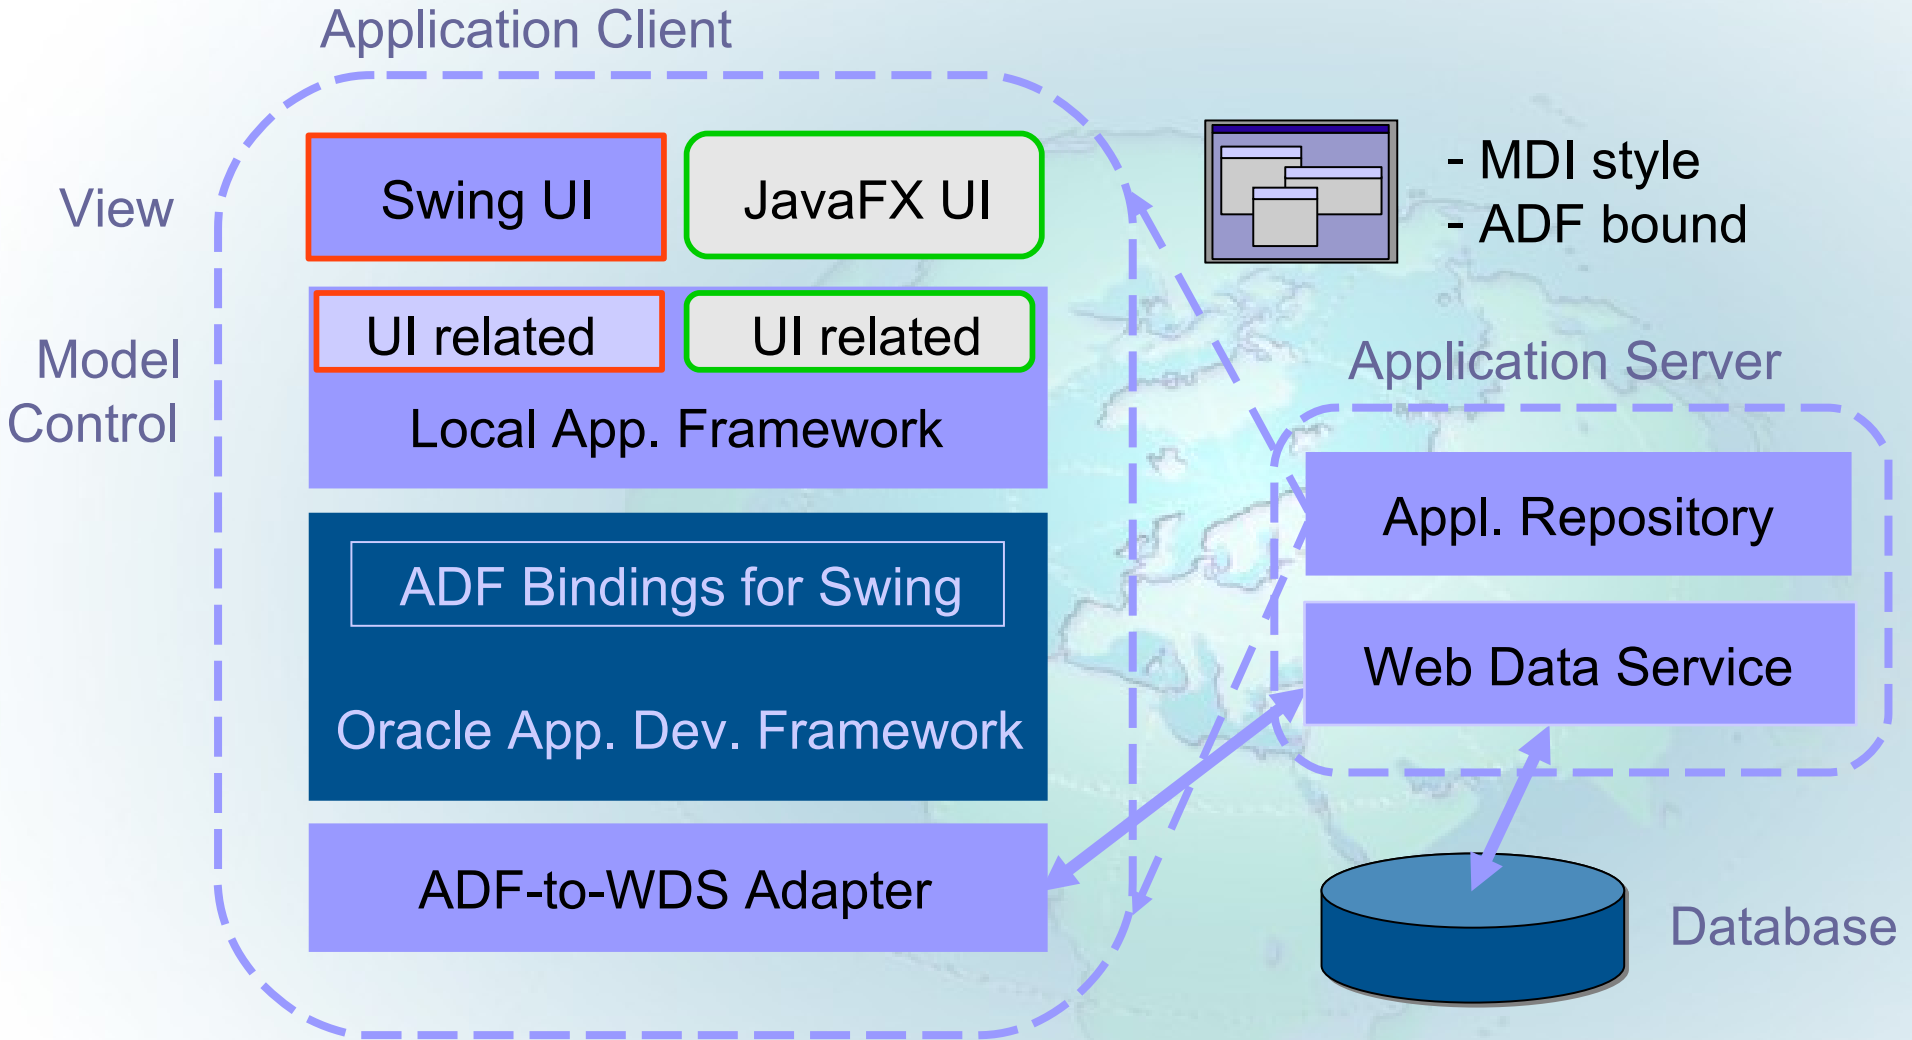 Application Client
View
Swing UI
JavaFX UI
- MDI style
- ADF bound
Model
Control
UI related
UI related
Local App. Framework
Application Server
Appl. Repository
Web Data Service
ADF Bindings for Swing
Oracle App. Dev. Framework
ADF-to-WDS Adapter
Database